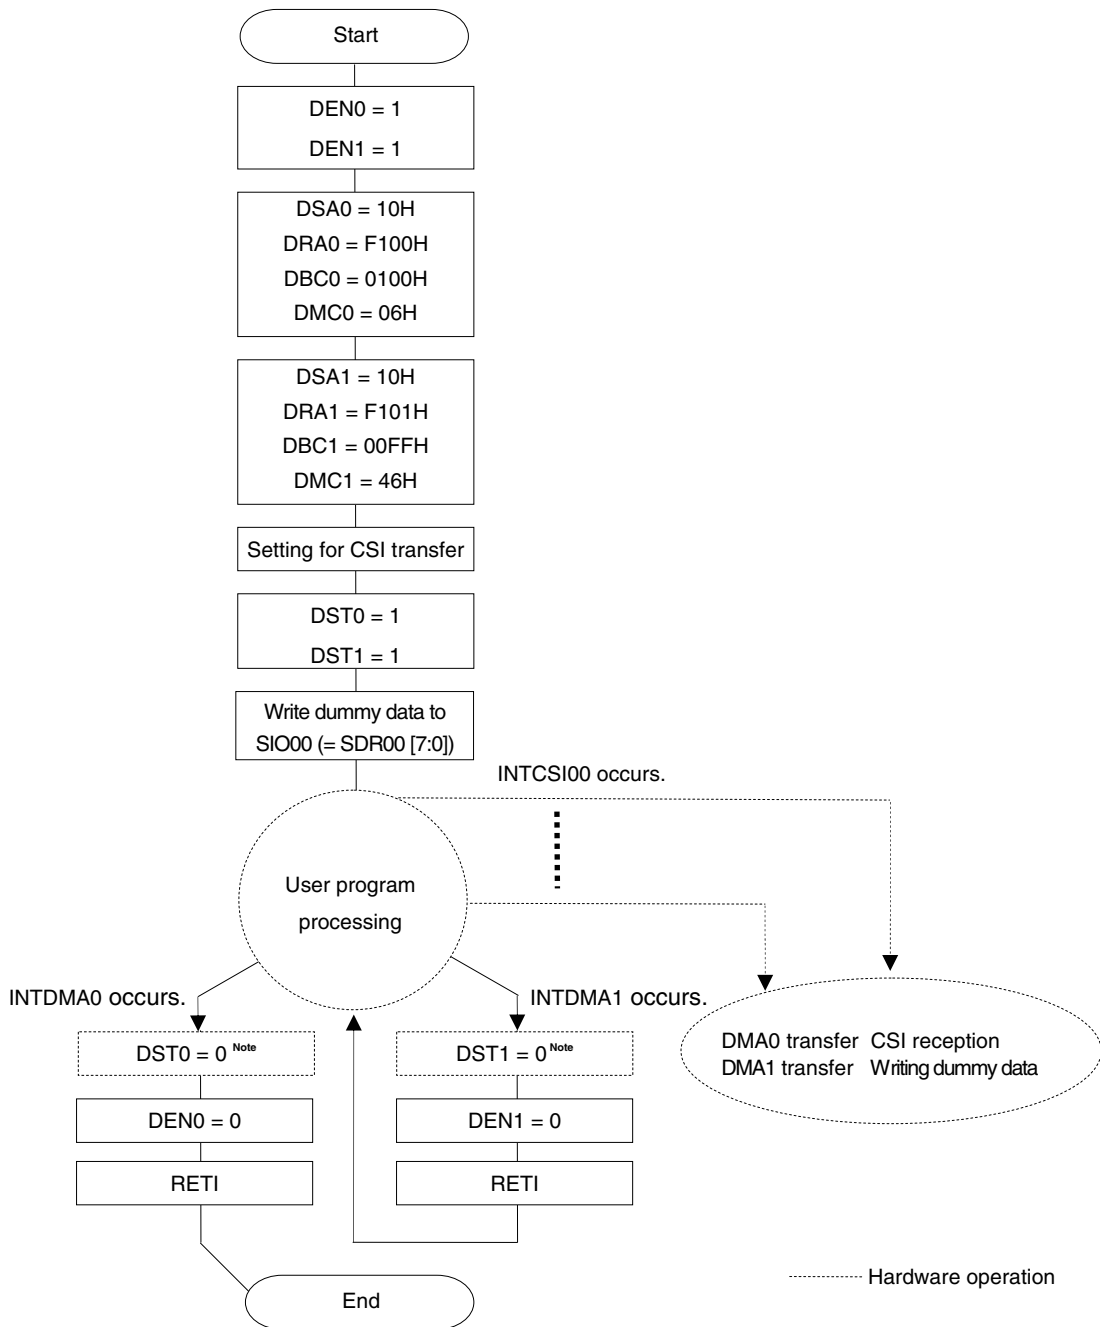 Start
DEN0 = 1
DEN1 = 1
DSA0 = 10H
DRA0 = F100H
DBC0 = 0100H
DMC0 = 06H
DSA1 = 10H
DRA1 = F101H
DBC1 = 00FFH
DMC1 = 46H
Setting for CSI transfer
DST0 = 1
DST1 = 1
Write dummy data to
SIO00 (= SDR00 [7:0])
INTCSI00 occurs.
User program
processing
INTDMA0 occurs.
DST0 = 0 Note
DEN0 = 0
RETI
INTDMA1 occurs.
DST1 = 0 Note
DEN1 = 0
RETI
DMA0 transfer CSI reception
DMA1 transfer Writing dummy data
End
Hardware operation